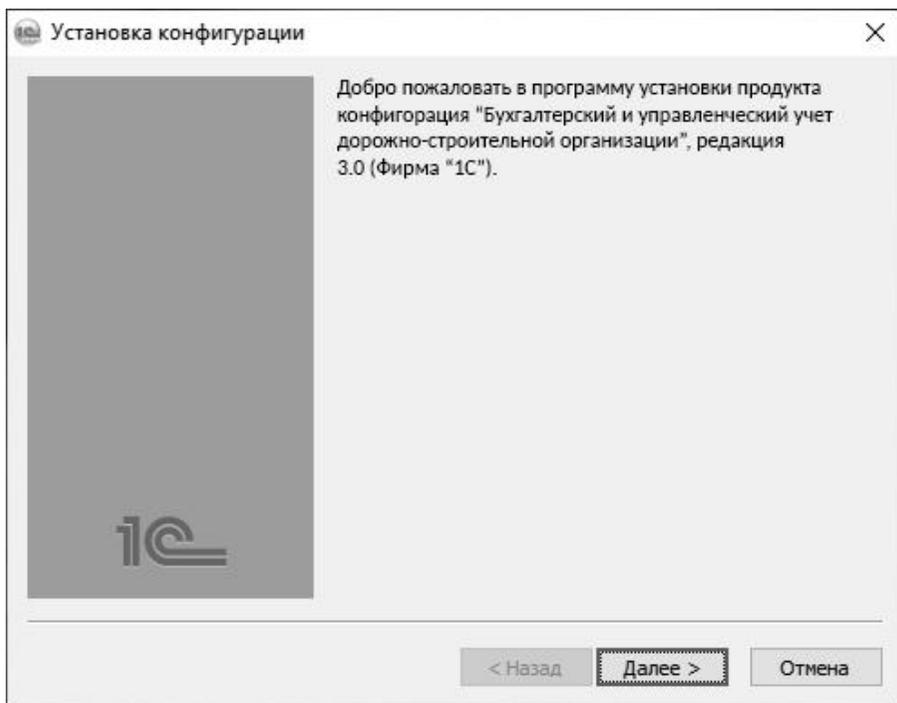 Установка конфигурации
Добро пожаловать в программу установки продукта
конфигорация “Бухгалтерский и управленческий учет
дорожно-строительной организации”, редакция
3.0 (Фирма “1С”).
1С
< Назад
Далее >
Отмена